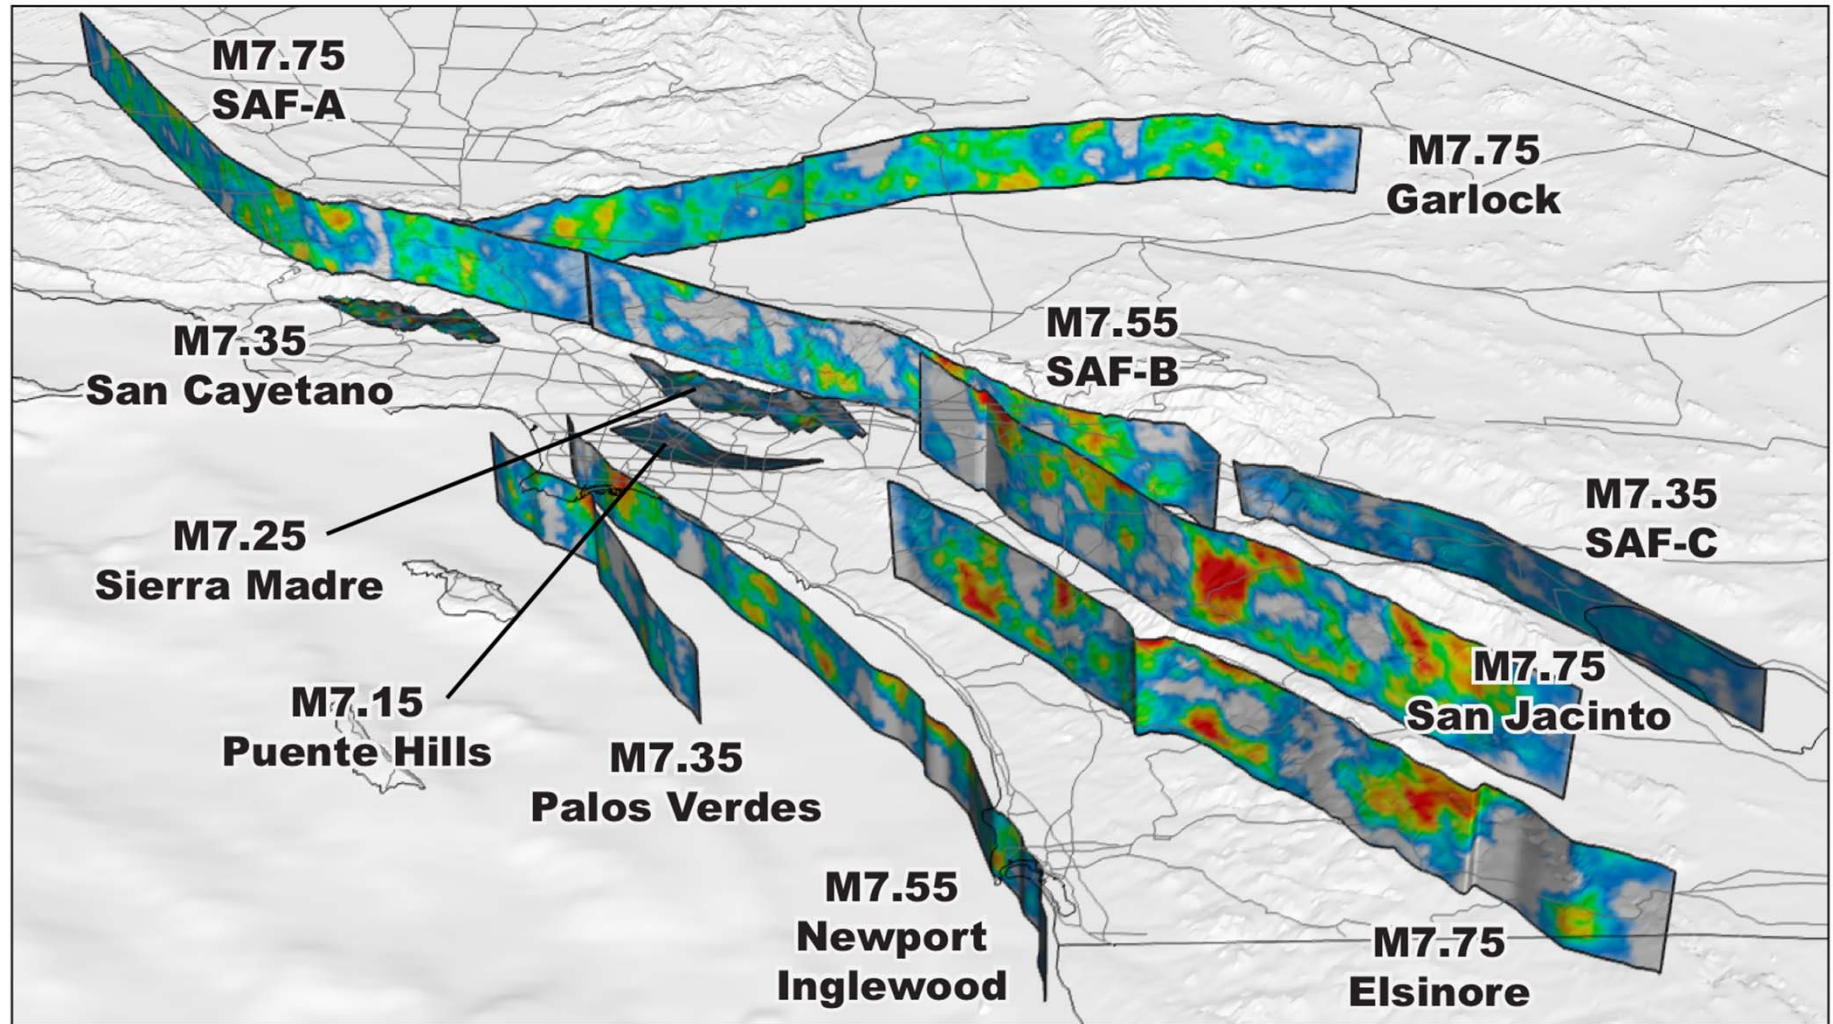 M7.75
SAF-A
M7.75
Garlock
M7.35
San Cayetano
M7.55
SAF-B
M7.35
SAF-C
M7.25
Sierra Madre
M7.75
San Jacinto
M7.15
Puente Hills
M7.35
Palos Verdes
M7.55
Newport
Inglewood
M7.75
Elsinore